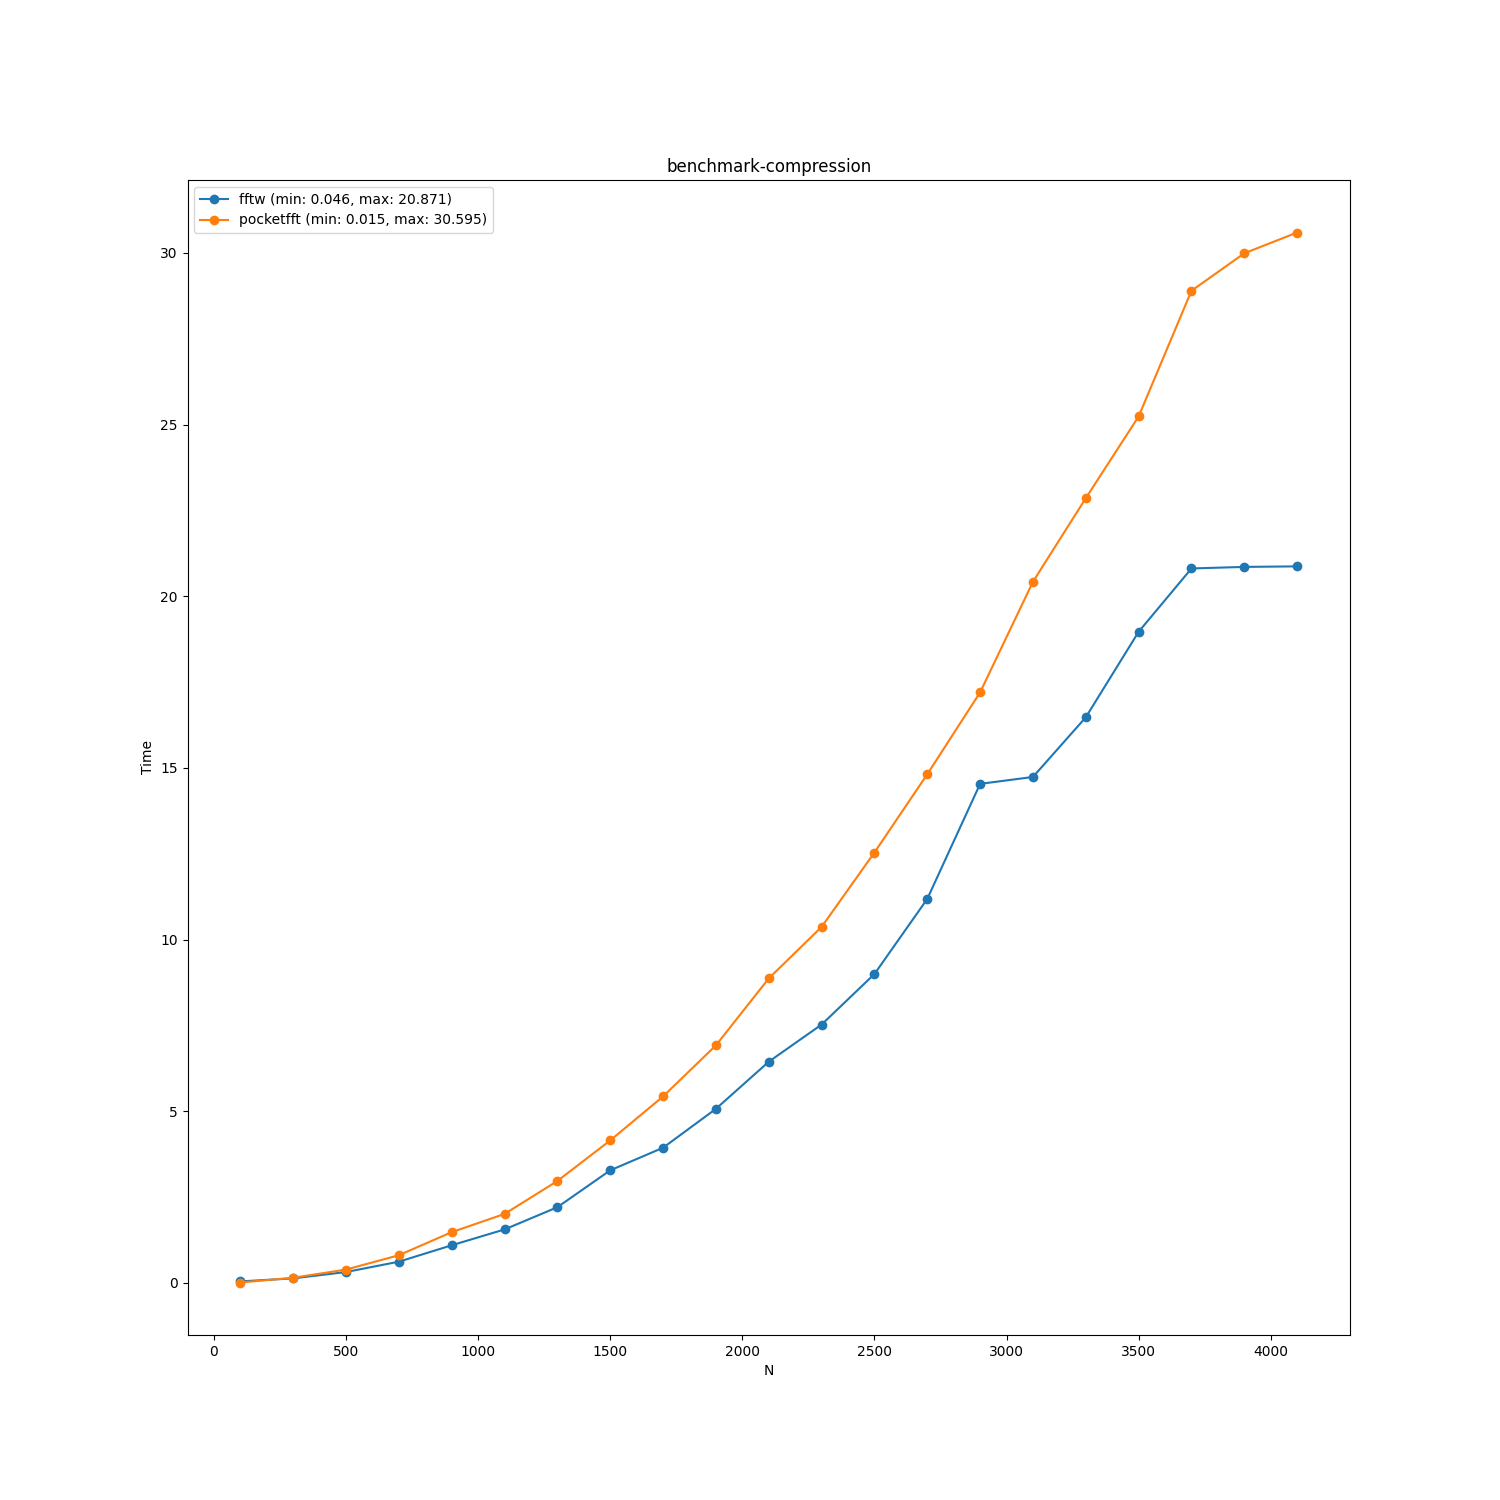 benchmark-compression
fftw (min: 0.046, max: 20.871)
pocketfft (min: 0.015, max: 30.595)
30
25
20
15
10
5
0
Time
0 500 1000 1500 2000 2500 3000 3500 4000
N